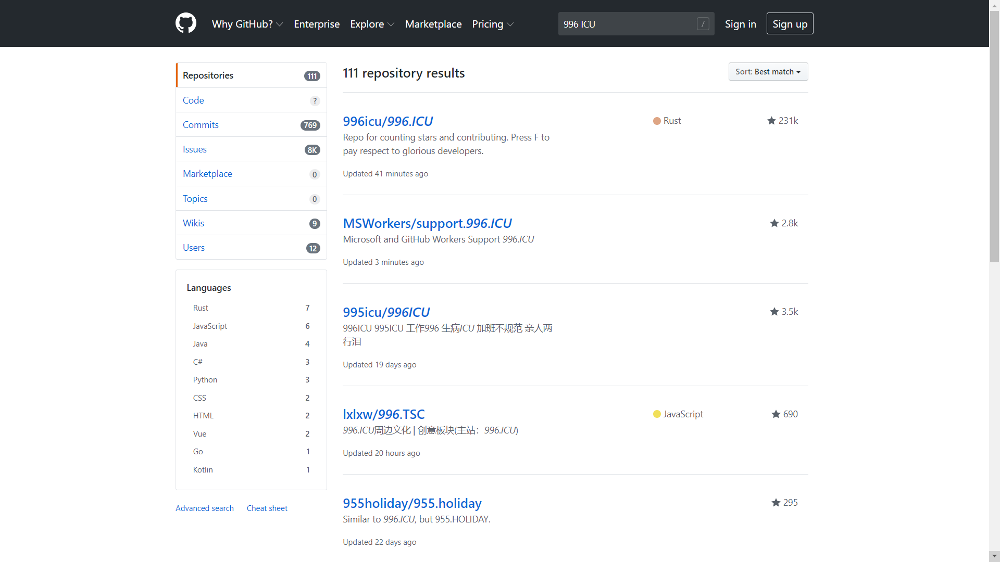 Why GitHub? Enterprise Explore Marketplace Pricing 996 ICU / Sign in Sign up
Repositories 111
Code ?
Commits 769
Issues 8K
Marketplace 0
Topics 0
Wikis 9
Users 12
Languages
Rust 7
JavaScript 6
Java 4
C# 3
Python 3
CSS 2
HTML 2
Vue 2
Go 1
Kotlin 1
Advanced search Cheat sheet
111 repository results Sort: Best match
996icu/996.ICU Rust 231k
Repo for counting stars and contributing. Press F to
pay respect to glorious developers.
Updated 41 minutes ago
MSWorkers/support.996.ICU 2.8k
Microsoft and GitHub Workers Support 996.ICU
Updated 3 minutes ago
995icu/996ICU 3.5k
996ICU 995ICU 工作996 生病ICU 加班不规范 亲人两
行泪
Updated 19 days ago
lxlxw/996.TSC JavaScript 690
996.ICU周边文化 | 创意板块(主站：996.ICU)
Updated 20 hours ago
955holiday/955.holiday 295
Similar to 996.ICU, but 955.HOLIDAY.
Updated 22 days ago